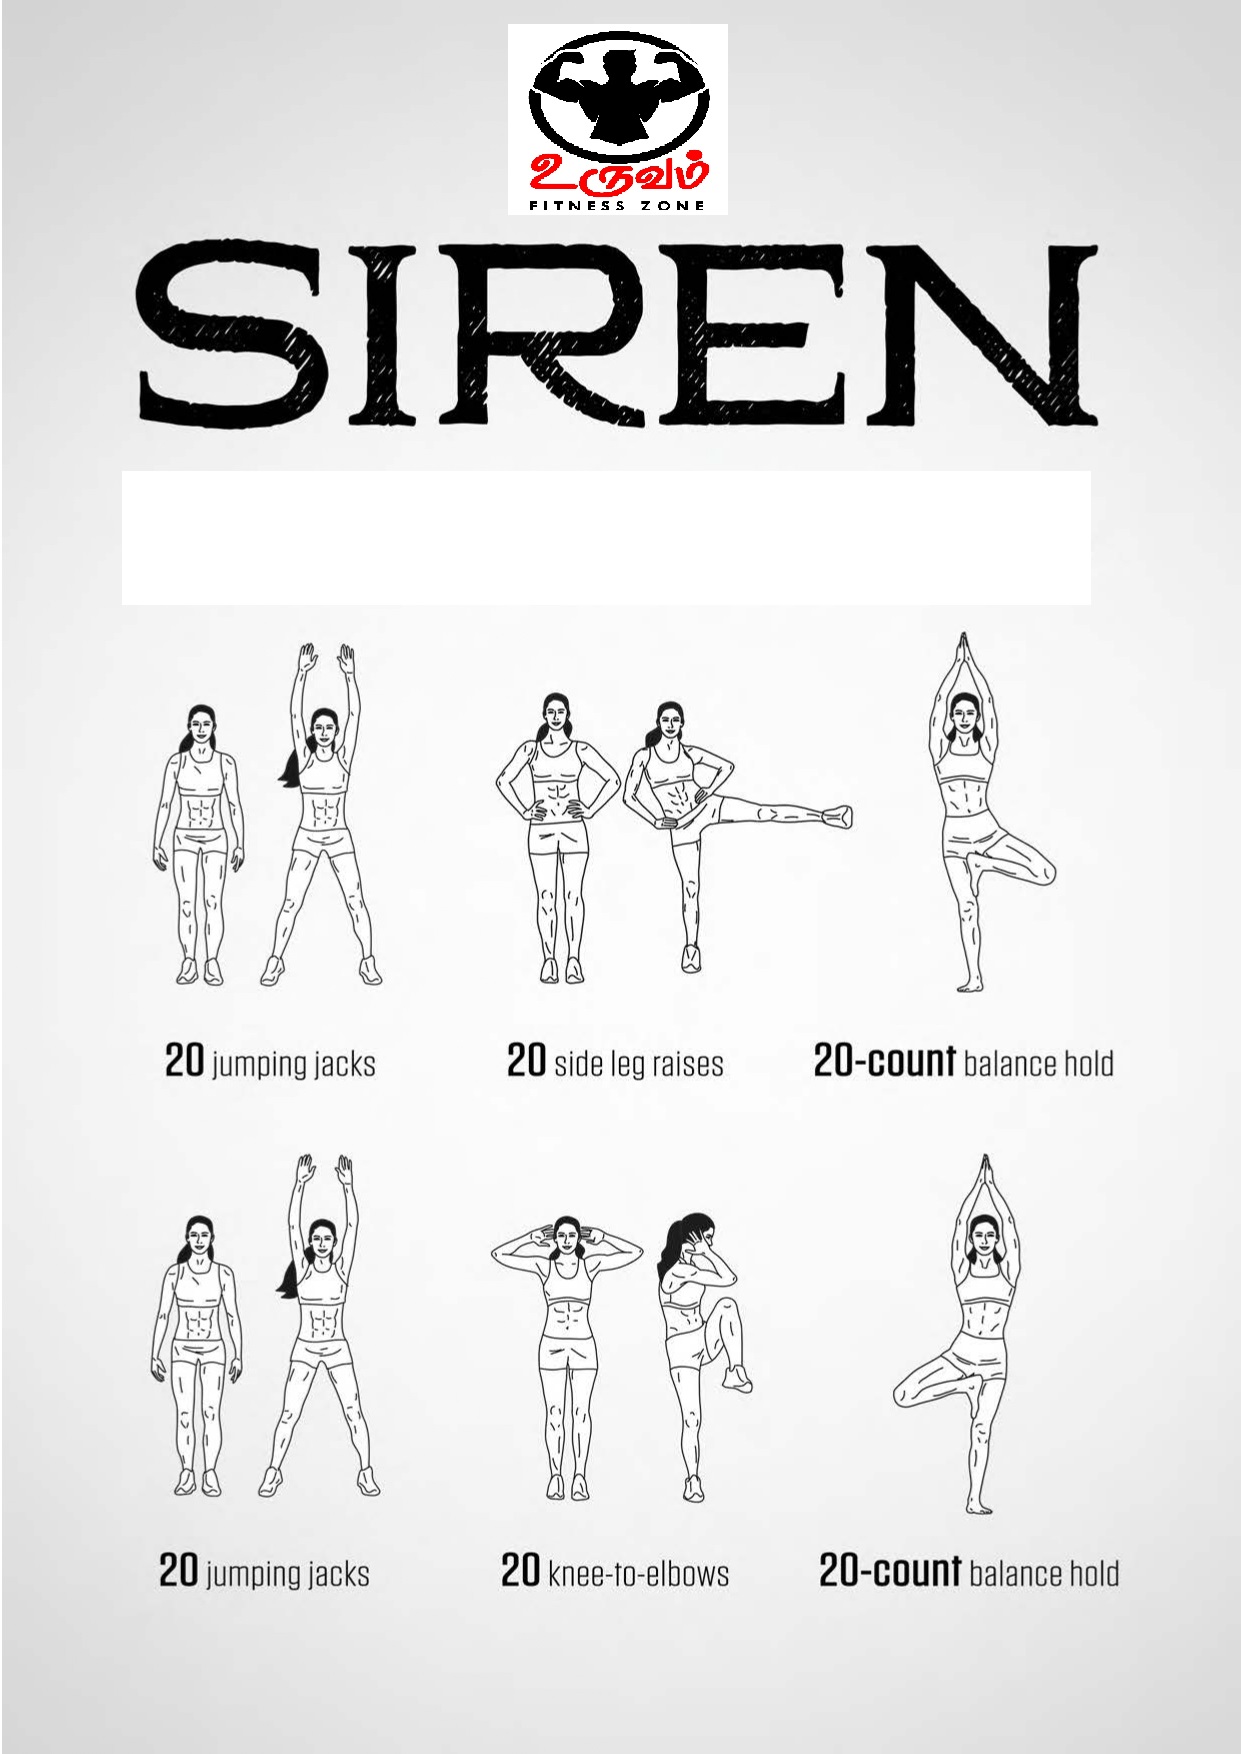 உருவம்
FITNESS ZONE
SIREN
20 jumping jacks
20 side leg raises
20-count balance hold
20 jumping jacks
20 knee-to-elbows
20-count balance hold